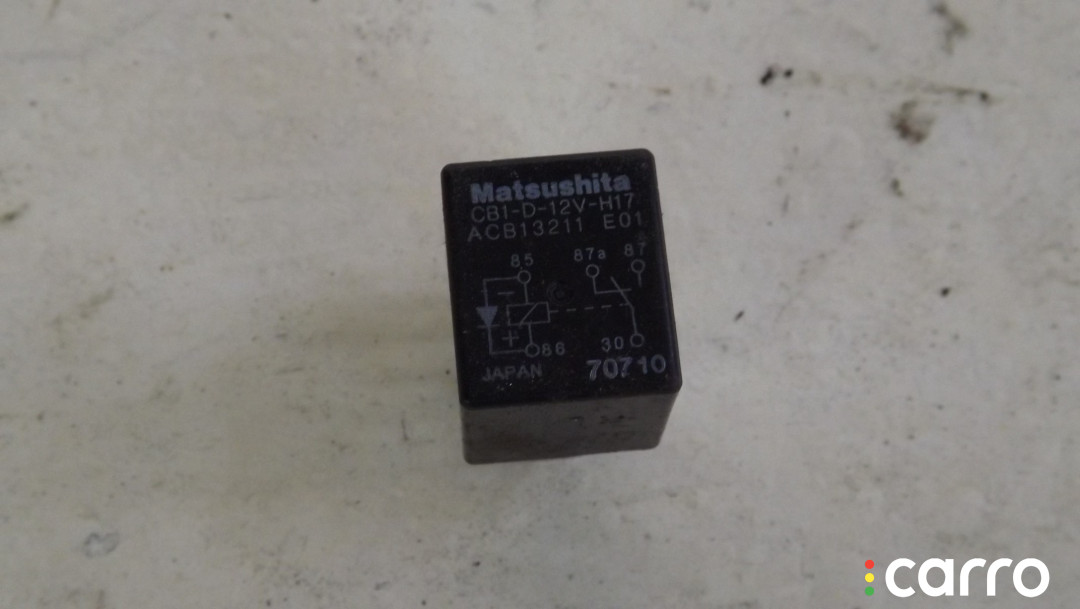 Matsushita
CB1-D-12V-H17
ACB13211 E01
85 87a 87
−
+
86 30
JAPAN 70710
carro